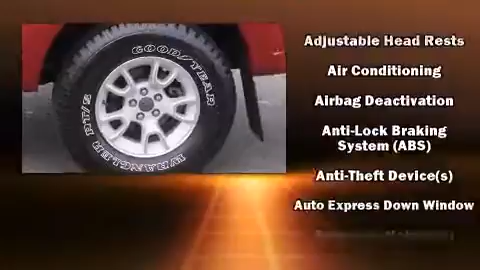 GOODYEAR
WRANGLER RT/S
Adjustable Head Rests
Air Conditioning
Airbag Deactivation
Anti-Lock Braking
System (ABS)
Anti-Theft Device(s)
Auto Express Down Window